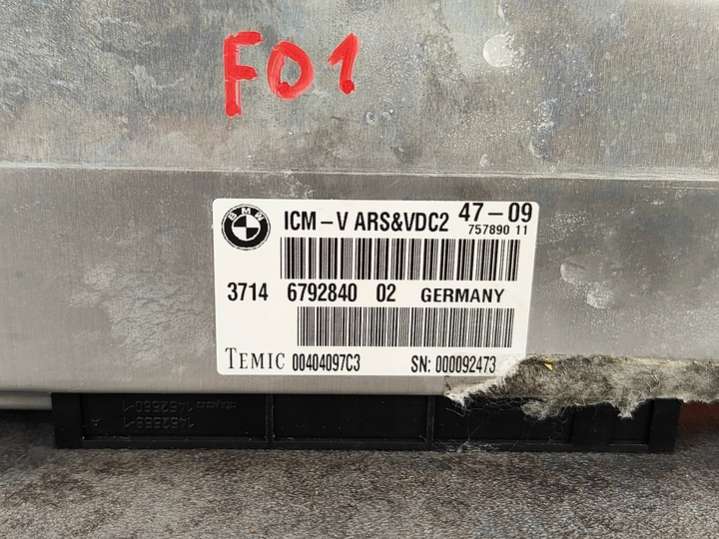 F01
BMW
ICM-V ARS&VDC2 47-09
757890 11
3714 6792840 02 GERMANY
TEMIC 00404097C3 SN: 000092473